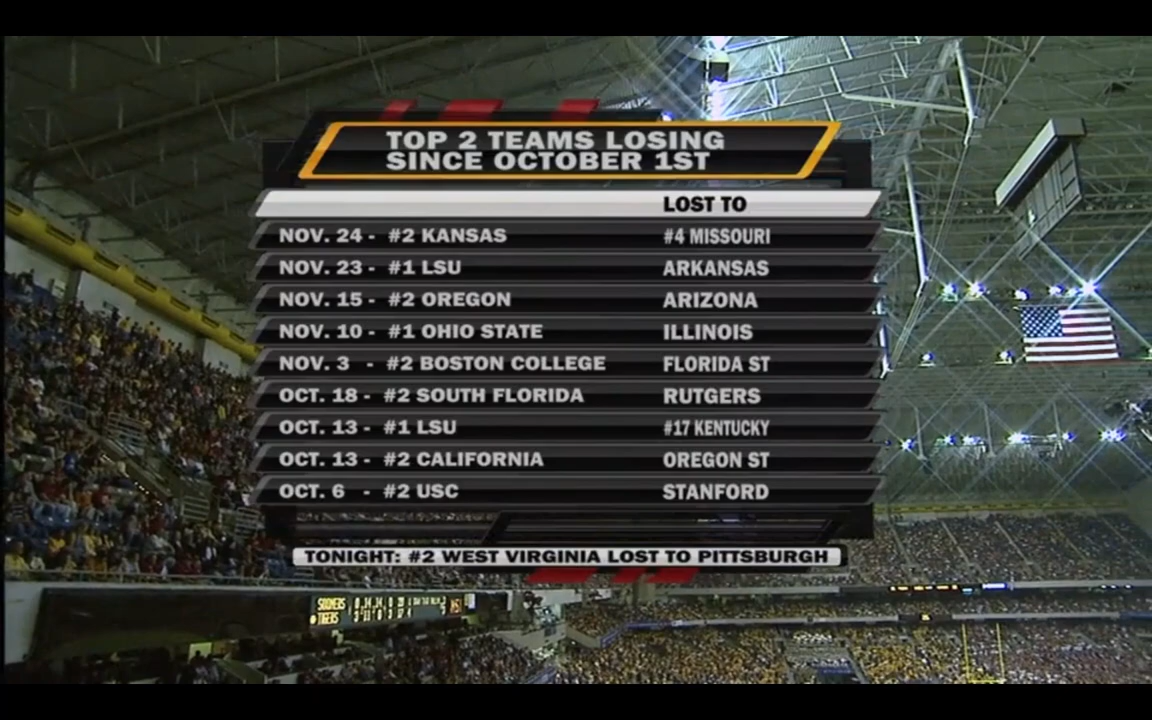 TOP 2 TEAMS LOSING
SINCE OCTOBER 1ST
LOST TO
NOV. 24 - #2 KANSAS #4 MISSOURI
NOV. 23 - #1 LSU ARKANSAS
NOV. 15 - #2 OREGON ARIZONA
NOV. 10 - #1 OHIO STATE ILLINOIS
NOV. 3 - #2 BOSTON COLLEGE FLORIDA ST
OCT. 18 - #2 SOUTH FLORIDA RUTGERS
OCT. 13 - #1 LSU #17 KENTUCKY
OCT. 13 - #2 CALIFORNIA OREGON ST
OCT. 6 - #2 USC STANFORD
TONIGHT: #2 WEST VIRGINIA LOST TO PITTSBURGH
SOONERS
TIGERS